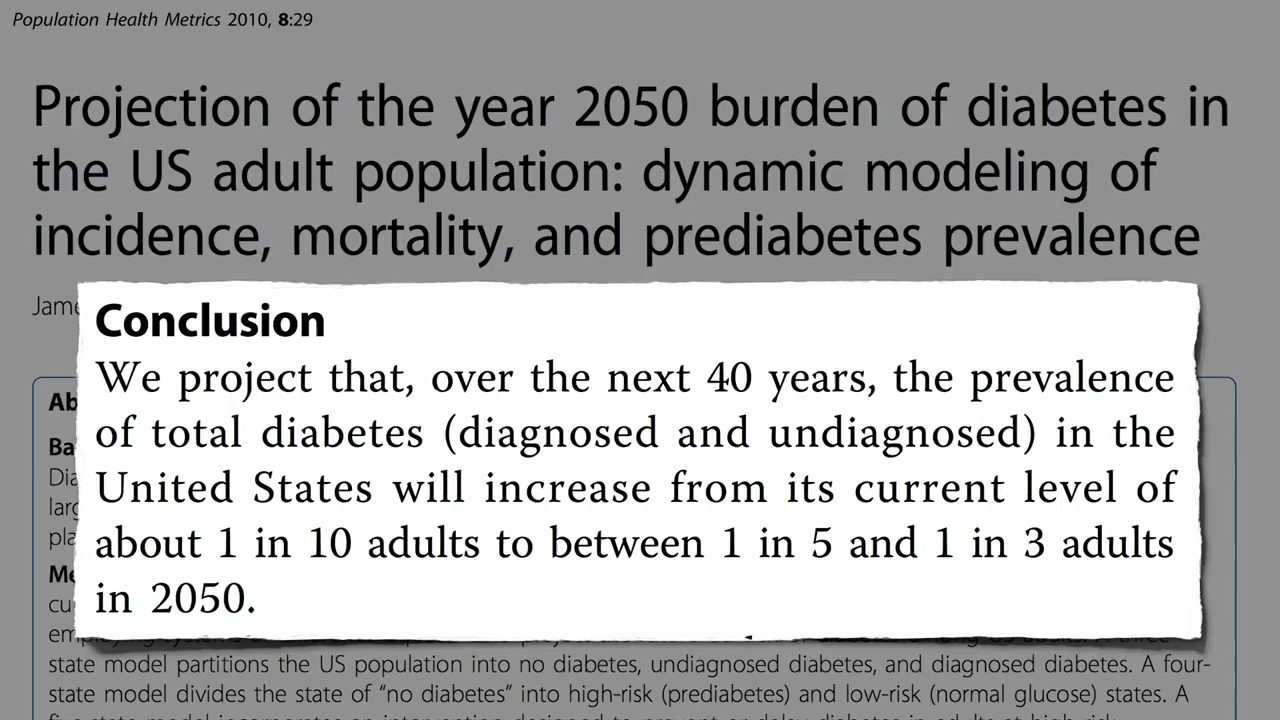 Population Health Metrics 2010, 8:29
Projection of the year 2050 burden of diabetes in
the US adult population: dynamic modeling of
incidence, mortality, and prediabetes prevalence
Conclusion
We project that, over the next 40 years, the prevalence
of total diabetes (diagnosed and undiagnosed) in the
United States will increase from its current level of
about 1 in 10 adults to between 1 in 5 and 1 in 3 adults
in 2050.
state model partitions the US population into no diabetes, undiagnosed diabetes, and diagnosed diabetes. A four-
state model divides the state of “no diabetes” into high-risk (prediabetes) and low-risk (normal glucose) states. A